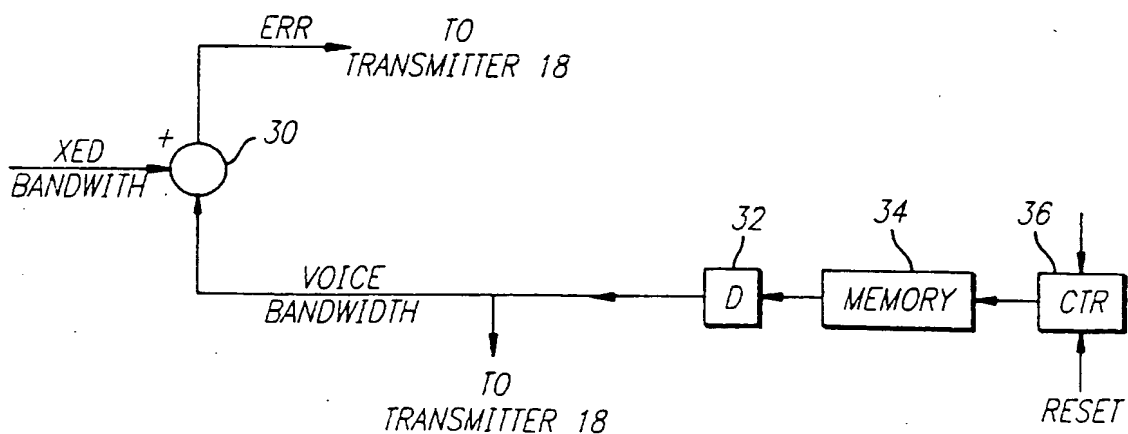 ERR
TO
TRANSMITTER 18
+
30
XED
BANDWITH
VOICE
BANDWIDTH
TO
TRANSMITTER 18
32
D
34
MEMORY
36
CTR
RESET